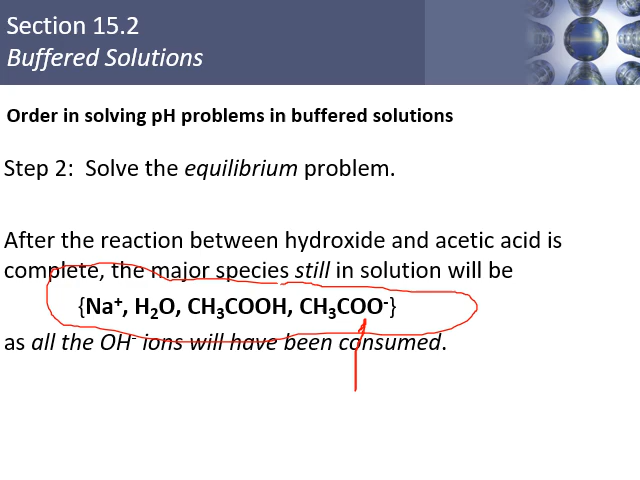 Section 15.2
Buffered Solutions
Order in solving pH problems in buffered solutions
Step 2: Solve the equilibrium problem.
After the reaction between hydroxide and acetic acid is
complete, the major species still in solution will be
{Na⁺, H₂O, CH₃COOH, CH₃COO⁻}
as all the OH⁻ ions will have been consumed.